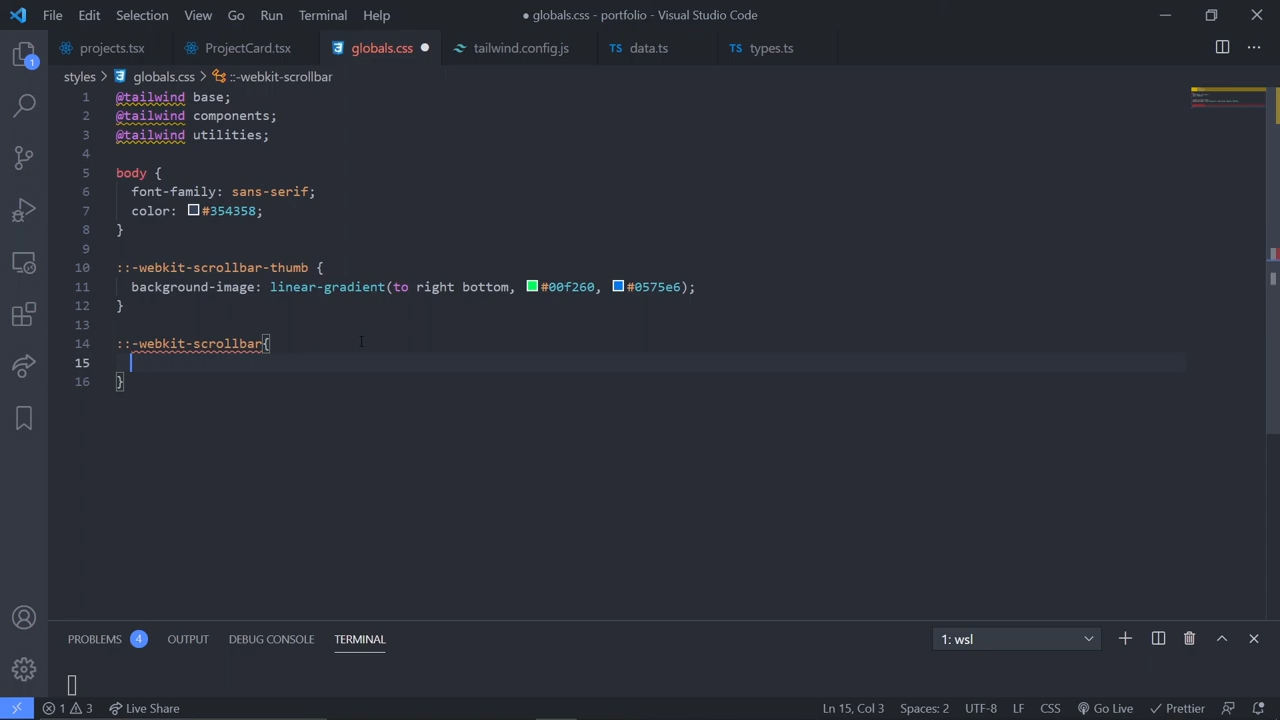 File Edit Selection View Go Run Terminal Help
● globals.css - portfolio - Visual Studio Code
projects.tsx ProjectCard.tsx globals.css tailwind.config.js TS data.ts TS types.ts
styles > globals.css > ::-webkit-scrollbar
1 @tailwind base;
2 @tailwind components;
3 @tailwind utilities;
4
5 body {
6 font-family: sans-serif;
7 color: #354358;
8 }
9
10 ::-webkit-scrollbar-thumb {
11 background-image: linear-gradient(to right bottom, #00f260, #0575e6);
12 }
13
14 ::-webkit-scrollbar{
15
16 }
1
PROBLEMS 4 OUTPUT DEBUG CONSOLE TERMINAL
1: wsl
1 3 Live Share
Ln 15, Col 3 Spaces: 2 UTF-8 LF CSS Go Live Prettier